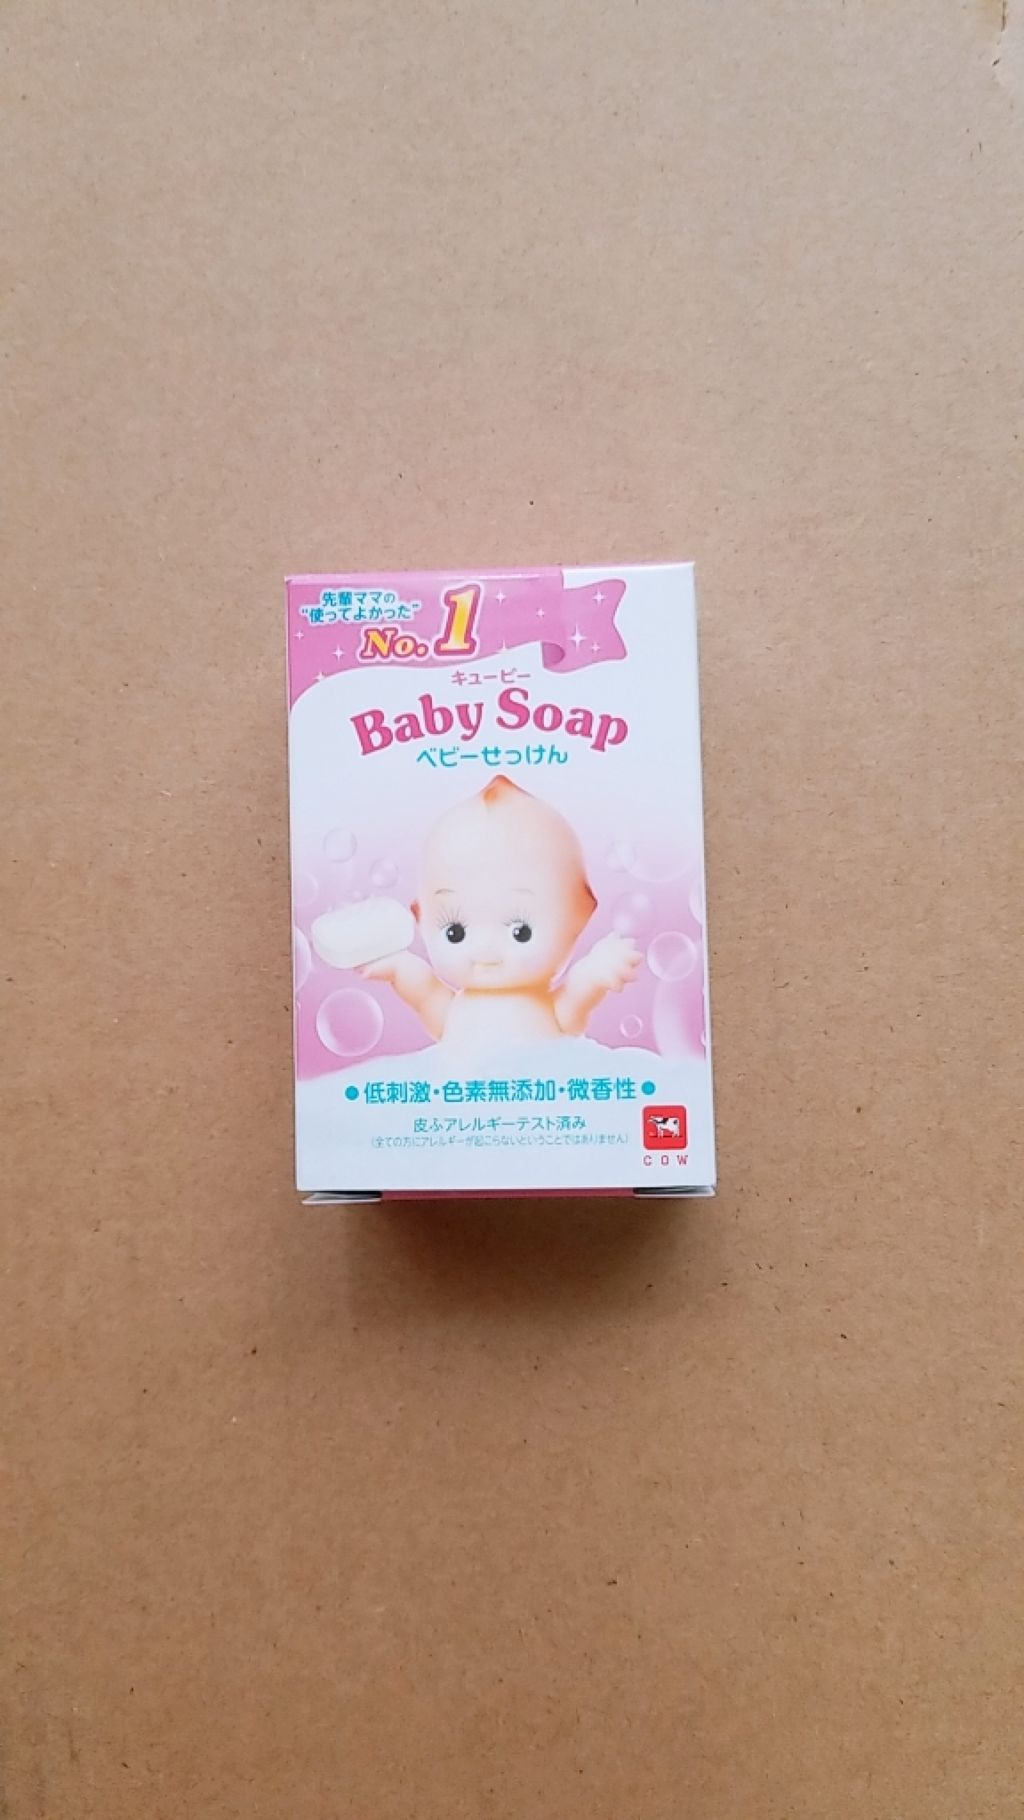 先輩ママの
"使ってよかった"
No.1
キューピー
Baby Soap
ベビーせっけん
●低刺激・色素無添加・微香性●
皮ふアレルギーテスト済み
(全ての方にアレルギーが起こらないということではありません)
COW